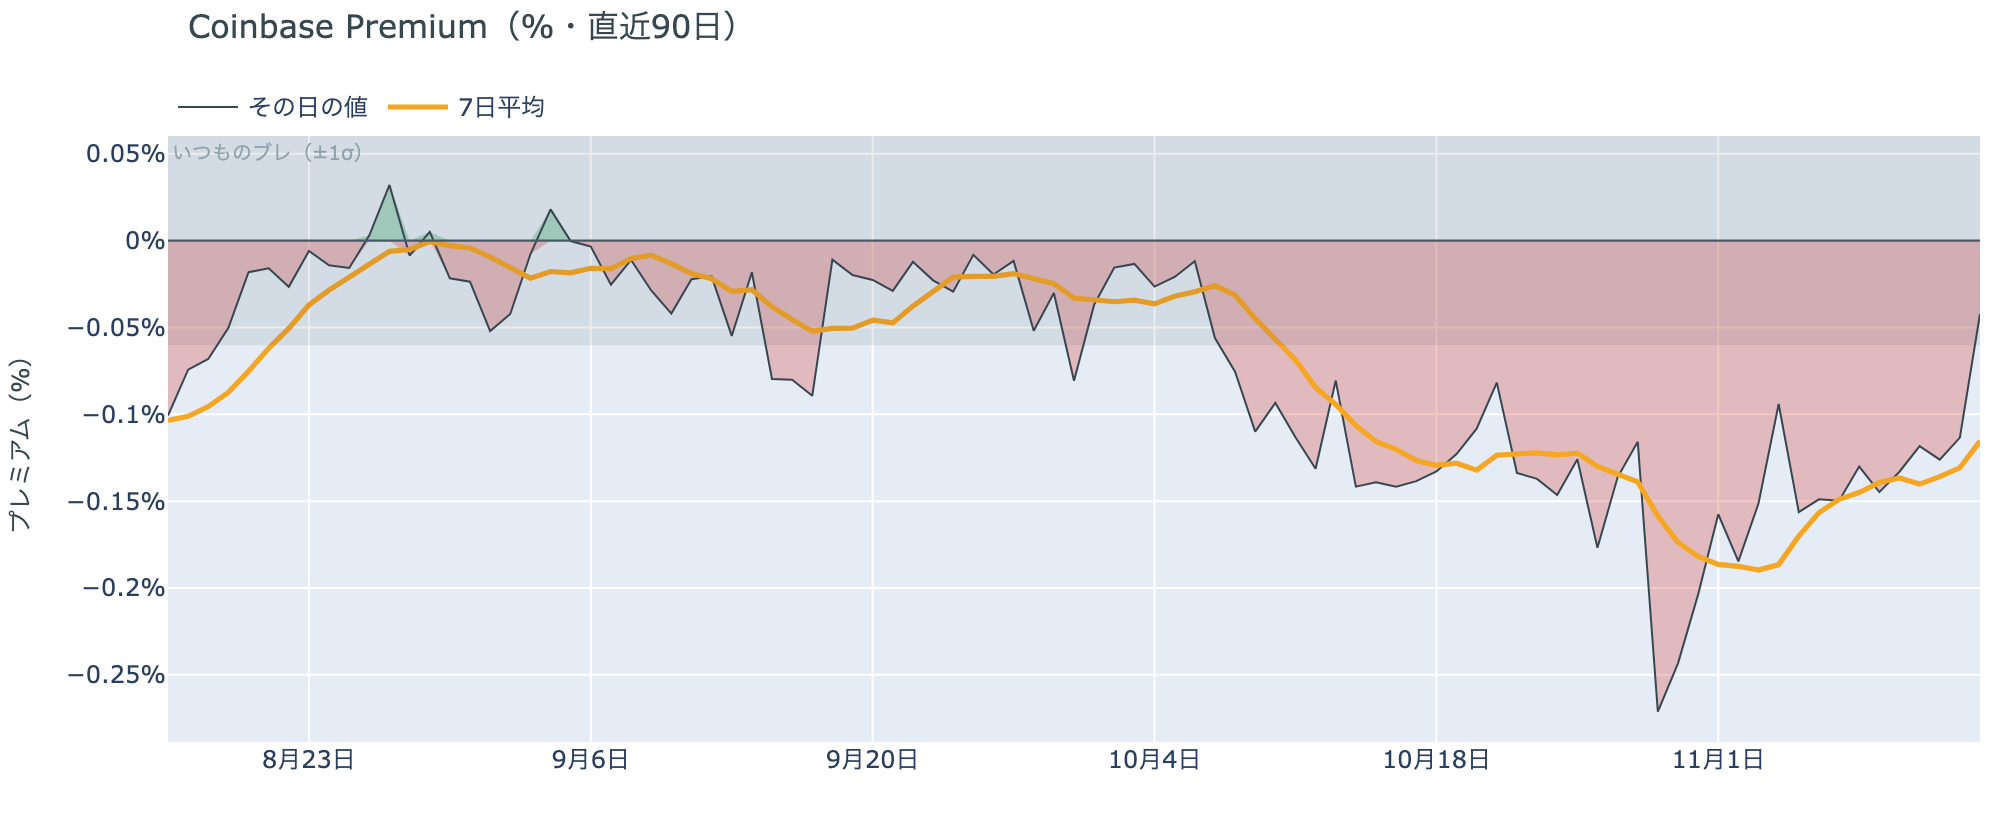 Coinbase Premium（%・直近90日）
その日の値
7日平均
いつものブレ（±1σ）
プレミアム（%）
0.05%
0%
−0.05%
−0.1%
−0.15%
−0.2%
−0.25%
8月23日
9月6日
9月20日
10月4日
10月18日
11月1日